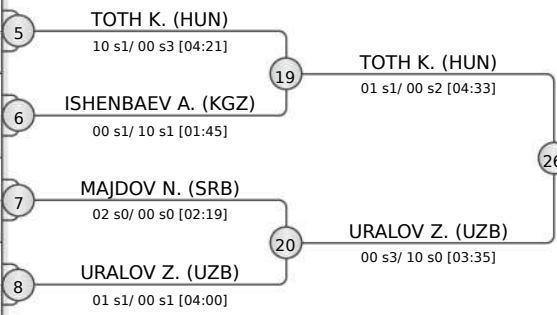 TOTH K. (HUN)
5
10 s1/ 00 s3 [04:21]
19
TOTH K. (HUN)
01 s1/ 00 s2 [04:33]
ISHENBAEV A. (KGZ)
6
00 s1/ 10 s1 [01:45]
26
MAJDOV N. (SRB)
7
02 s0/ 00 s0 [02:19]
20
URALOV Z. (UZB)
00 s3/ 10 s0 [03:35]
URALOV Z. (UZB)
8
01 s1/ 00 s1 [04:00]